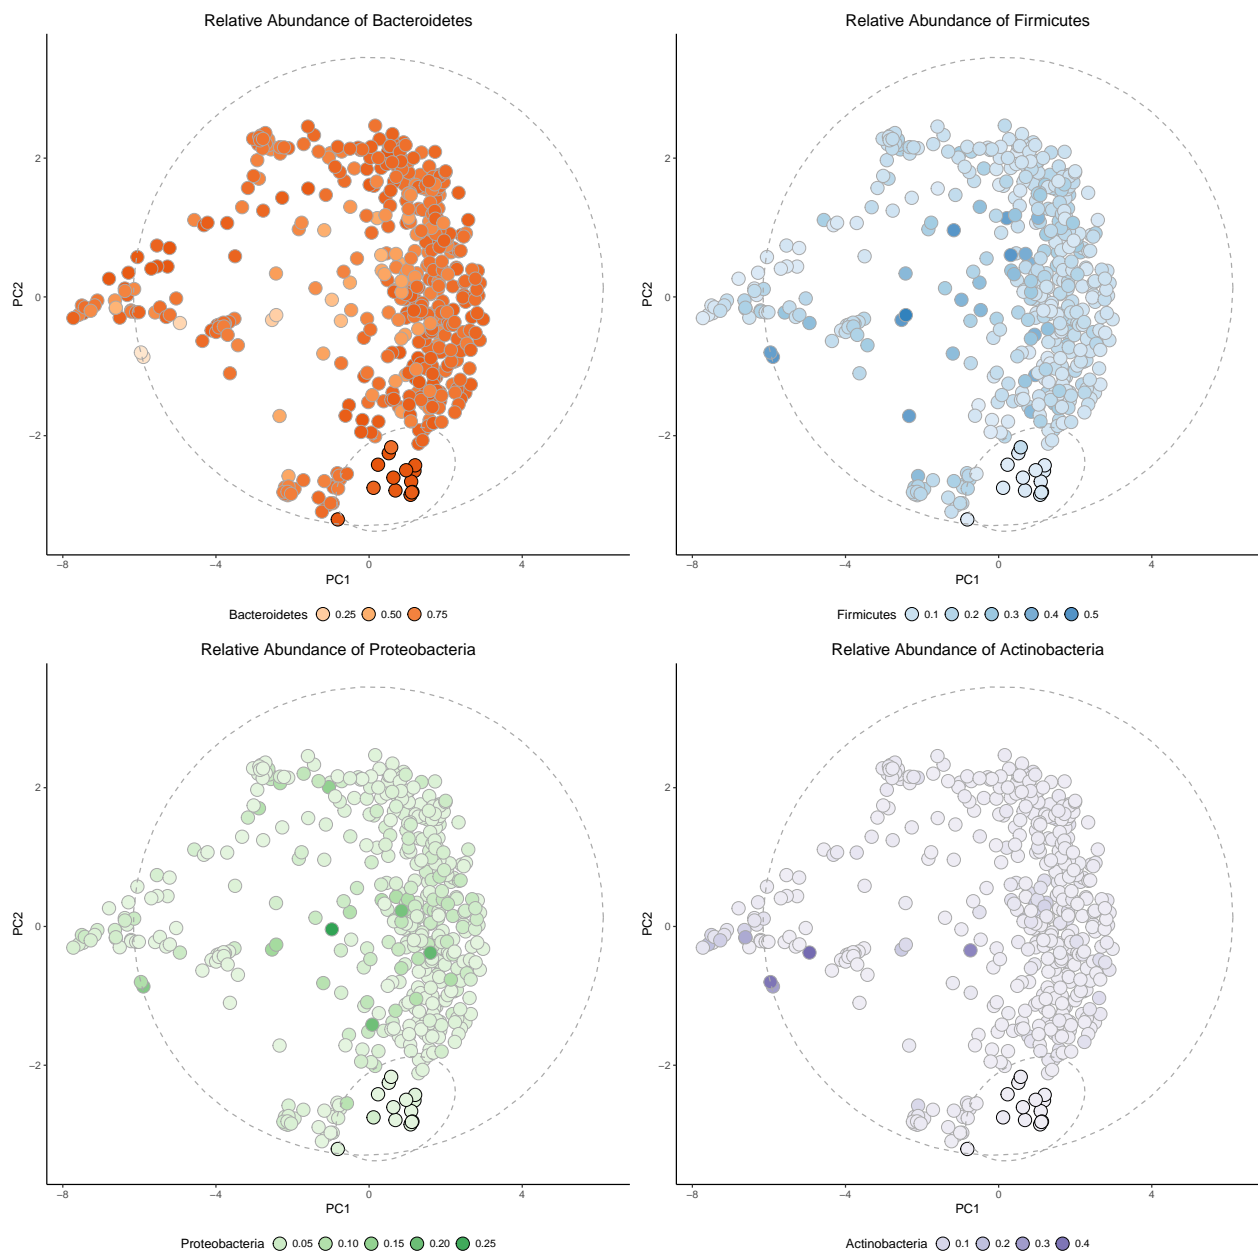 Relative Abundance of Bacteroidetes
PC2
2
0
−2
−8
−4
0
4
PC1
Bacteroidetes 0.25 0.50 0.75
Relative Abundance of Firmicutes
PC2
2
0
−2
−8
−4
0
4
PC1
Firmicutes 0.1 0.2 0.3 0.4 0.5
Relative Abundance of Proteobacteria
PC2
2
0
−2
−8
−4
0
4
PC1
Proteobacteria 0.05 0.10 0.15 0.20 0.25
Relative Abundance of Actinobacteria
PC2
2
0
−2
−8
−4
0
4
PC1
Actinobacteria 0.1 0.2 0.3 0.4